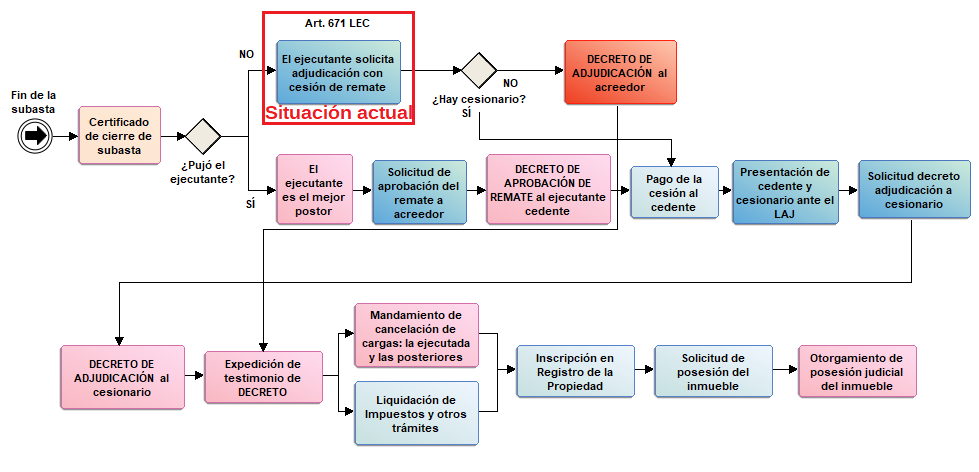 Art. 671 LEC
NO
El ejecutante solicita
adjudicación con
cesión de remate
Situación actual
¿Hay cesionario?
SÍ
NO
DECRETO DE
ADJUDICACIÓN al
acreedor
Fin de la
subasta
Certificado
de cierre de
subasta
¿Pujó el
ejecutante?
SÍ
El
ejecutante
es el mejor
postor
Solicitud de
aprobación del
remate a
acreedor
DECRETO DE
APROBACIÓN DE
REMATE al ejecutante
cedente
Pago de la
cesión al
cedente
Presentación de
cedente y
cesionario ante el
LAJ
Solicitud decreto
adjudicación a
cesionario
DECRETO DE
ADJUDICACIÓN al
cesionario
Expedición de
testimonio de
DECRETO
Mandamiento de
cancelación de
cargas: la ejecutada
y las posteriores
Liquidación de
Impuestos y otros
trámites
Inscripción en
Registro de la
Propiedad
Solicitud de
posesión del
inmueble
Otorgamiento de
posesión judicial
del inmueble